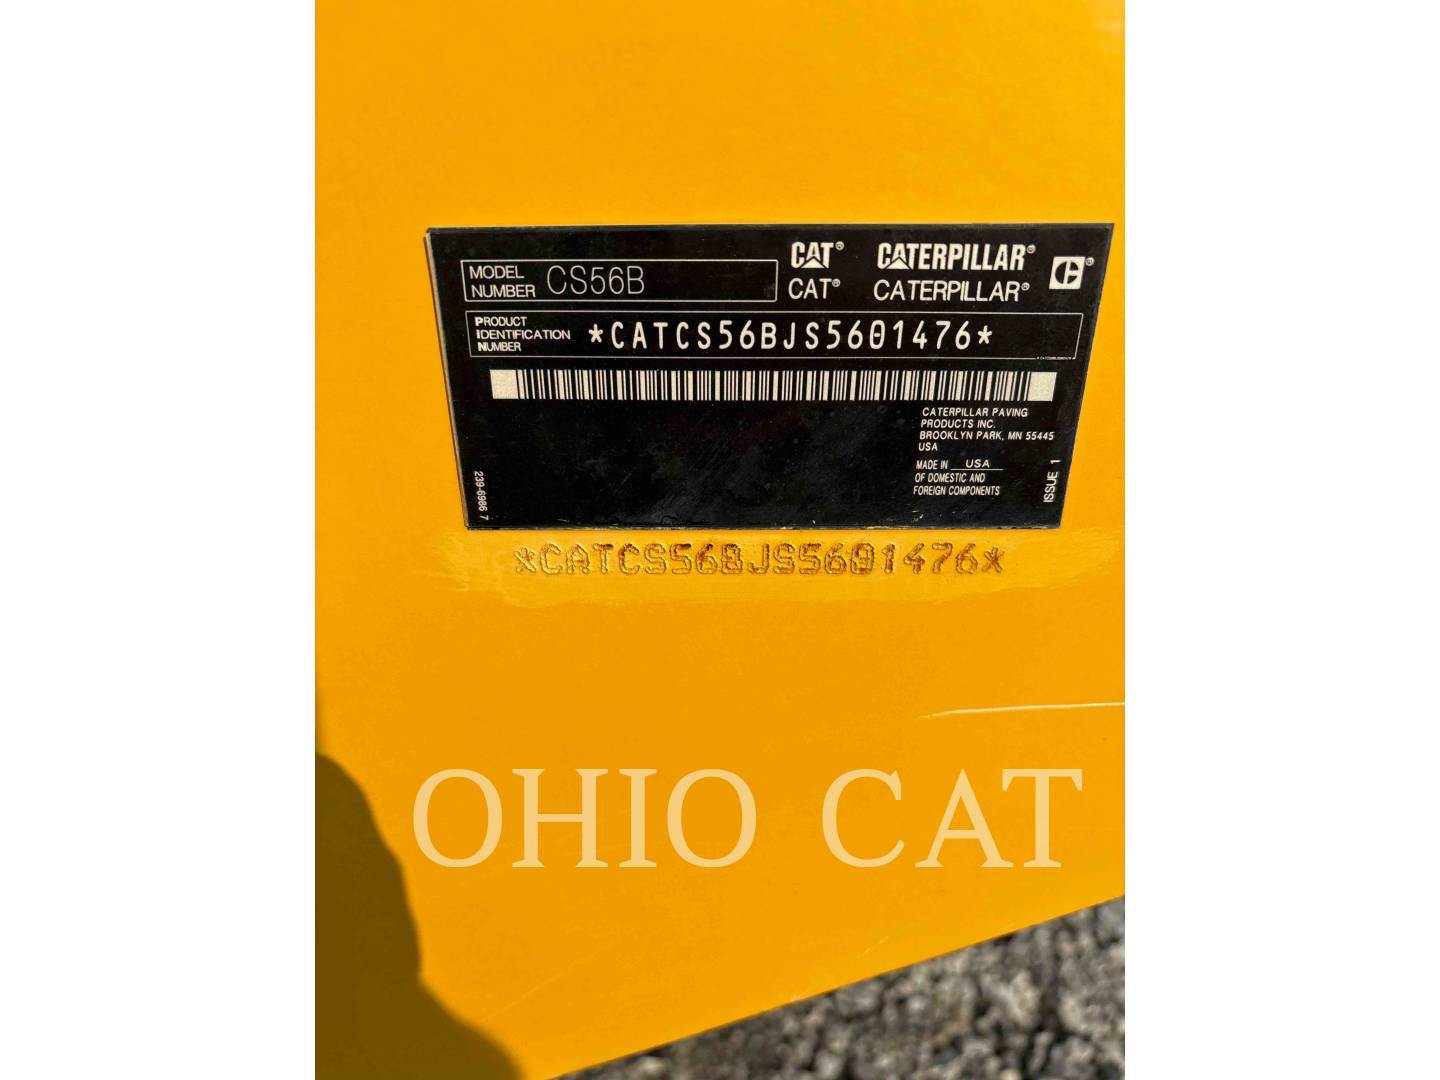 MODEL NUMBER CS56B
CAT® CATERPILLAR®
CAT® CATERPILLAR®
PRODUCT IDENTIFICATION NUMBER *CATCS56BJS5601476*
CATERPILLAR PAVING
PRODUCTS INC.
BROOKLYN PARK, MN 55445
USA
MADE IN USA
OF DOMESTIC AND
FOREIGN COMPONENTS
ISSUE 1
239-6986 7
*CATCS56BJS5601476*
OHIO CAT